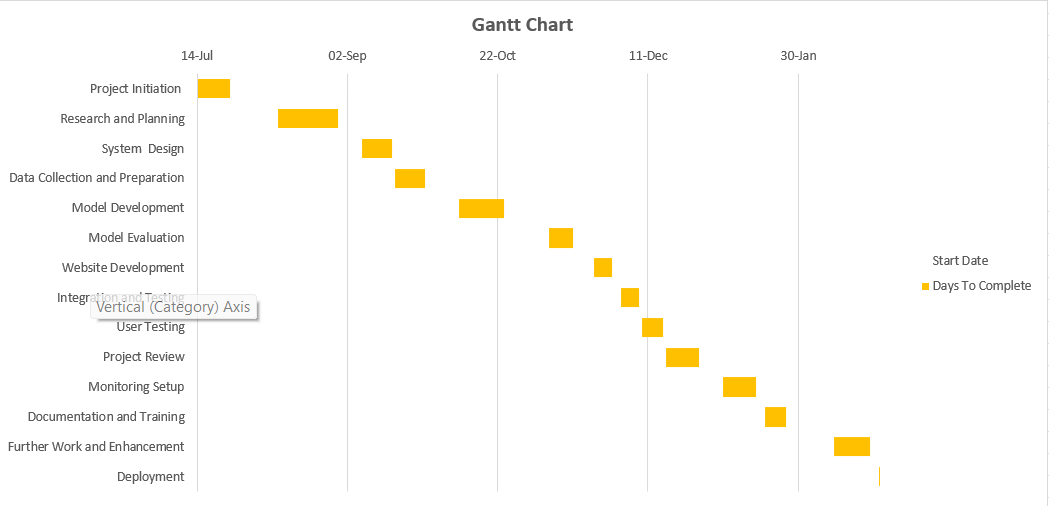 Gantt Chart
14-Jul 02-Sep 22-Oct 11-Dec 30-Jan
Project Initiation
Research and Planning
System Design
Data Collection and Preparation
Model Development
Model Evaluation
Website Development
Integration and Testing
Vertical (Category) Axis
User Testing
Project Review
Monitoring Setup
Documentation and Training
Further Work and Enhancement
Deployment
Start Date
Days To Complete